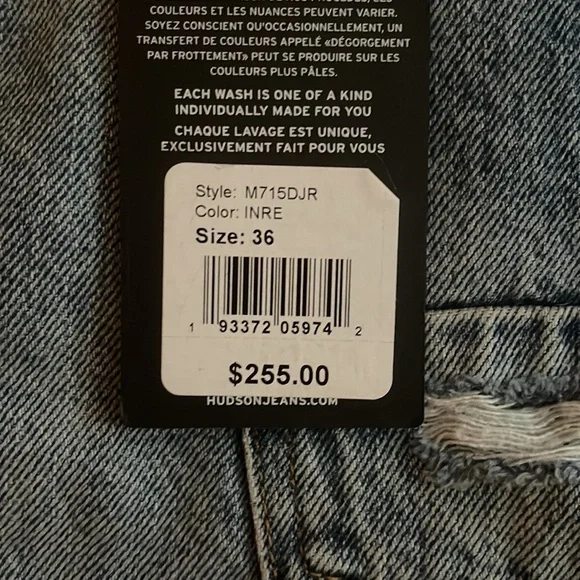 COULEURS ET LES NUANCES PEUVENT VARIER.
SOYEZ CONSCIENT QU'OCCASIONNELLEMENT, UN
TRANSFERT DE COULEURS APPELÉ «DÉGORGEMENT
PAR FROTTEMENT» PEUT SE PRODUIRE SUR LES
COULEURS PLUS PÂLES.
EACH WASH IS ONE OF A KIND
INDIVIDUALLY MADE FOR YOU
CHAQUE LAVAGE EST UNIQUE,
EXCLUSIVEMENT FAIT POUR VOUS
Style: M715DJR
Color: INRE
Size: 36
1 93372 05974 2
$255.00
HUDSONJEANS.COM